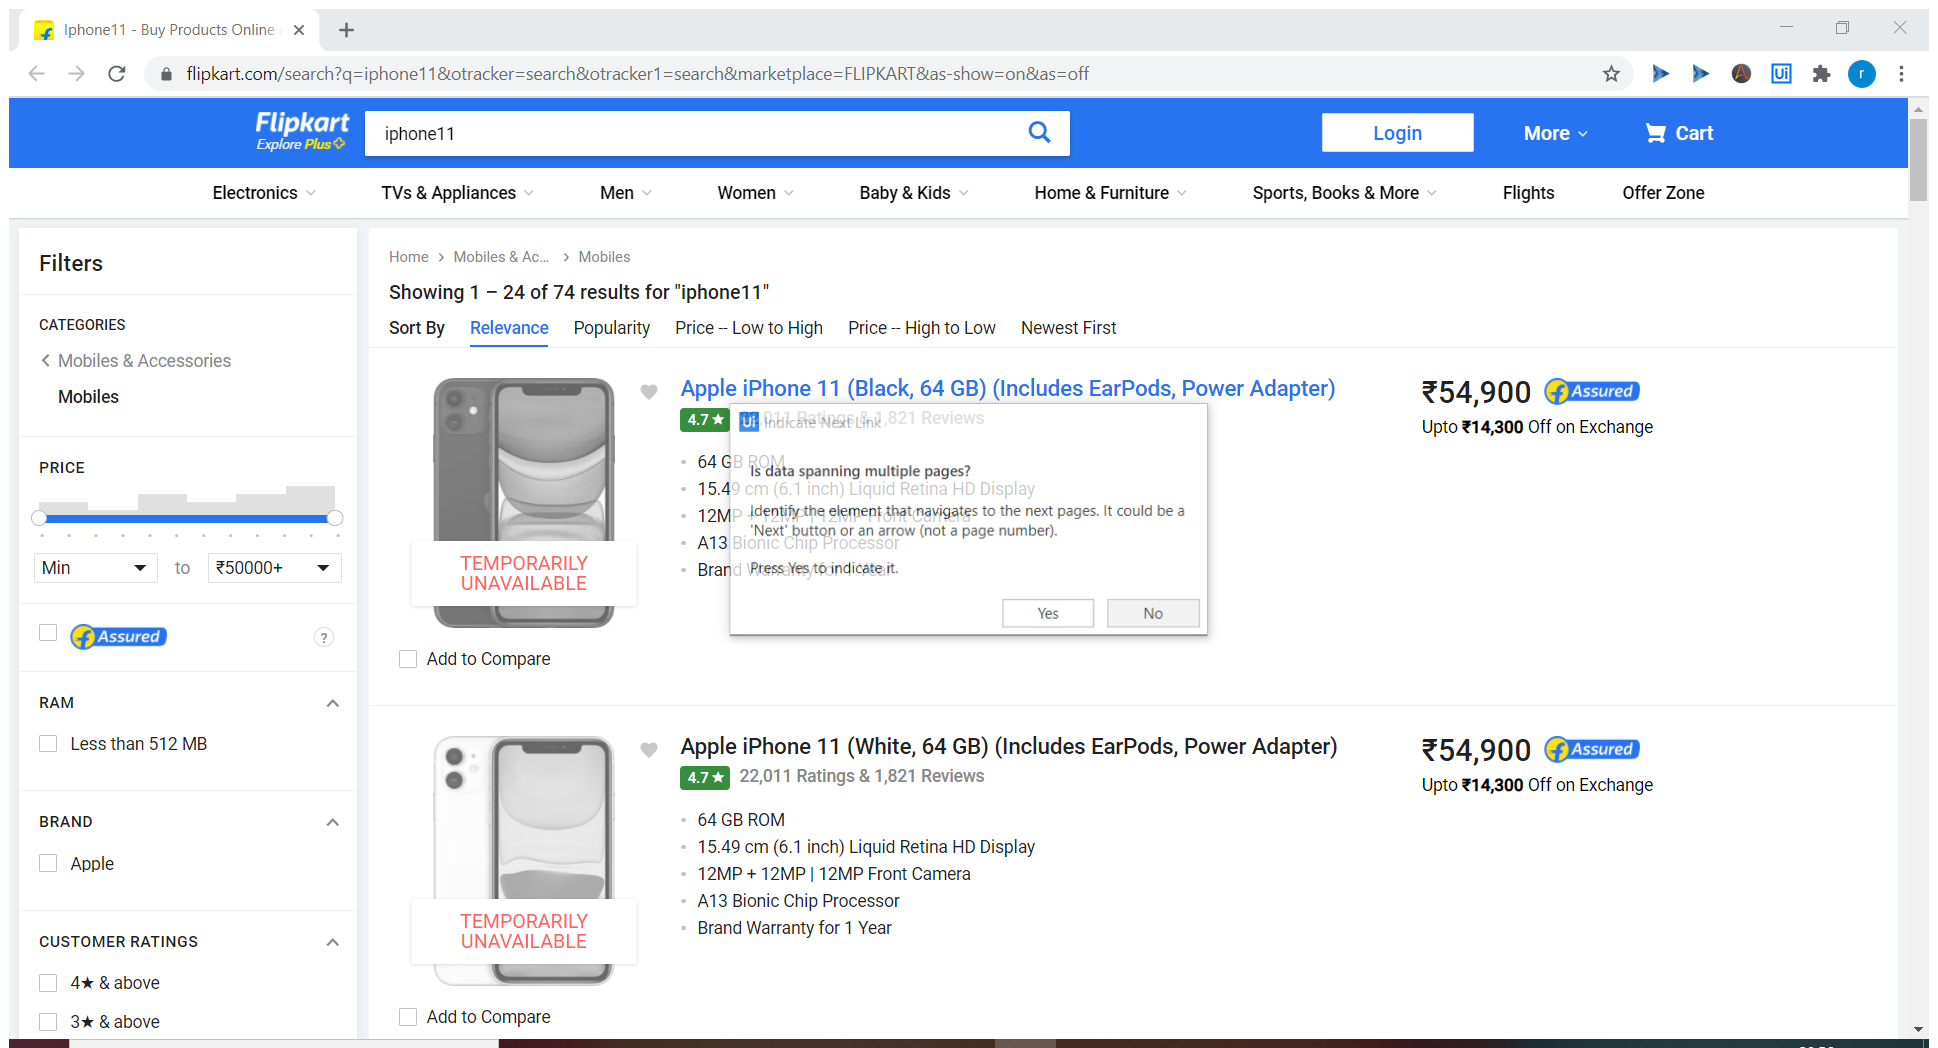 Iphone11 - Buy Products Online
flipkart.com/search?q=iphone11&otracker=search&otracker1=search&marketplace=FLIPKART&as-show=on&as=off
Ui
r
Flipkart
Explore Plus
iphone11
Login
More
Cart
Electronics
TVs & Appliances
Men
Women
Baby & Kids
Home & Furniture
Sports, Books & More
Flights
Offer Zone
Filters
CATEGORIES
Mobiles & Accessories
Mobiles
PRICE
Min
to
₹50000+
Assured
?
RAM
Less than 512 MB
BRAND
Apple
CUSTOMER RATINGS
4★ & above
3★ & above
Home > Mobiles & Ac... > Mobiles
Showing 1 – 24 of 74 results for "iphone11"
Sort By Relevance Popularity Price -- Low to High Price -- High to Low Newest First
TEMPORARILY
UNAVAILABLE
Add to Compare
Apple iPhone 11 (Black, 64 GB) (Includes EarPods, Power Adapter)
4.7★ ,011 Ratings & 1,821 Reviews
64 GB ROM
15.49 cm (6.1 inch) Liquid Retina HD Display
12MP + 12MP | 12MP Front Camera
A13 Bionic Chip Processor
Brand Warranty for 1 Year
₹54,900 Assured
Upto ₹14,300 Off on Exchange
Ui Indicate Next Link
Is data spanning multiple pages?
Identify the element that navigates to the next pages. It could be a
'Next' button or an arrow (not a page number).
Press Yes to indicate it.
Yes
No
TEMPORARILY
UNAVAILABLE
Add to Compare
Apple iPhone 11 (White, 64 GB) (Includes EarPods, Power Adapter)
4.7★ 22,011 Ratings & 1,821 Reviews
64 GB ROM
15.49 cm (6.1 inch) Liquid Retina HD Display
12MP + 12MP | 12MP Front Camera
A13 Bionic Chip Processor
Brand Warranty for 1 Year
₹54,900 Assured
Upto ₹14,300 Off on Exchange